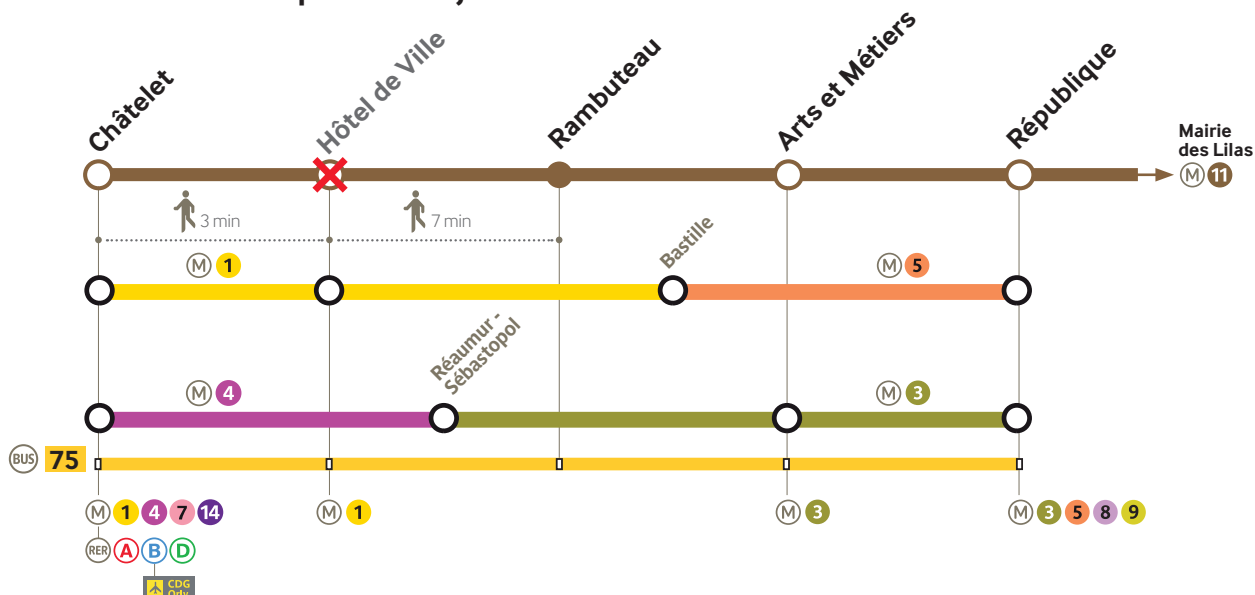 Châtelet
Hôtel de Ville
Rambuteau
Arts et Métiers
République
Mairie
des Lilas
M 11
3 min
7 min
M 1
Bastille
M 5
Réaumur -
Sébastopol
M 4
M 3
BUS 75
M 1 4 7 14
M 1
M 3
M 3 5 8 9
RER A B D
CDG
Orly